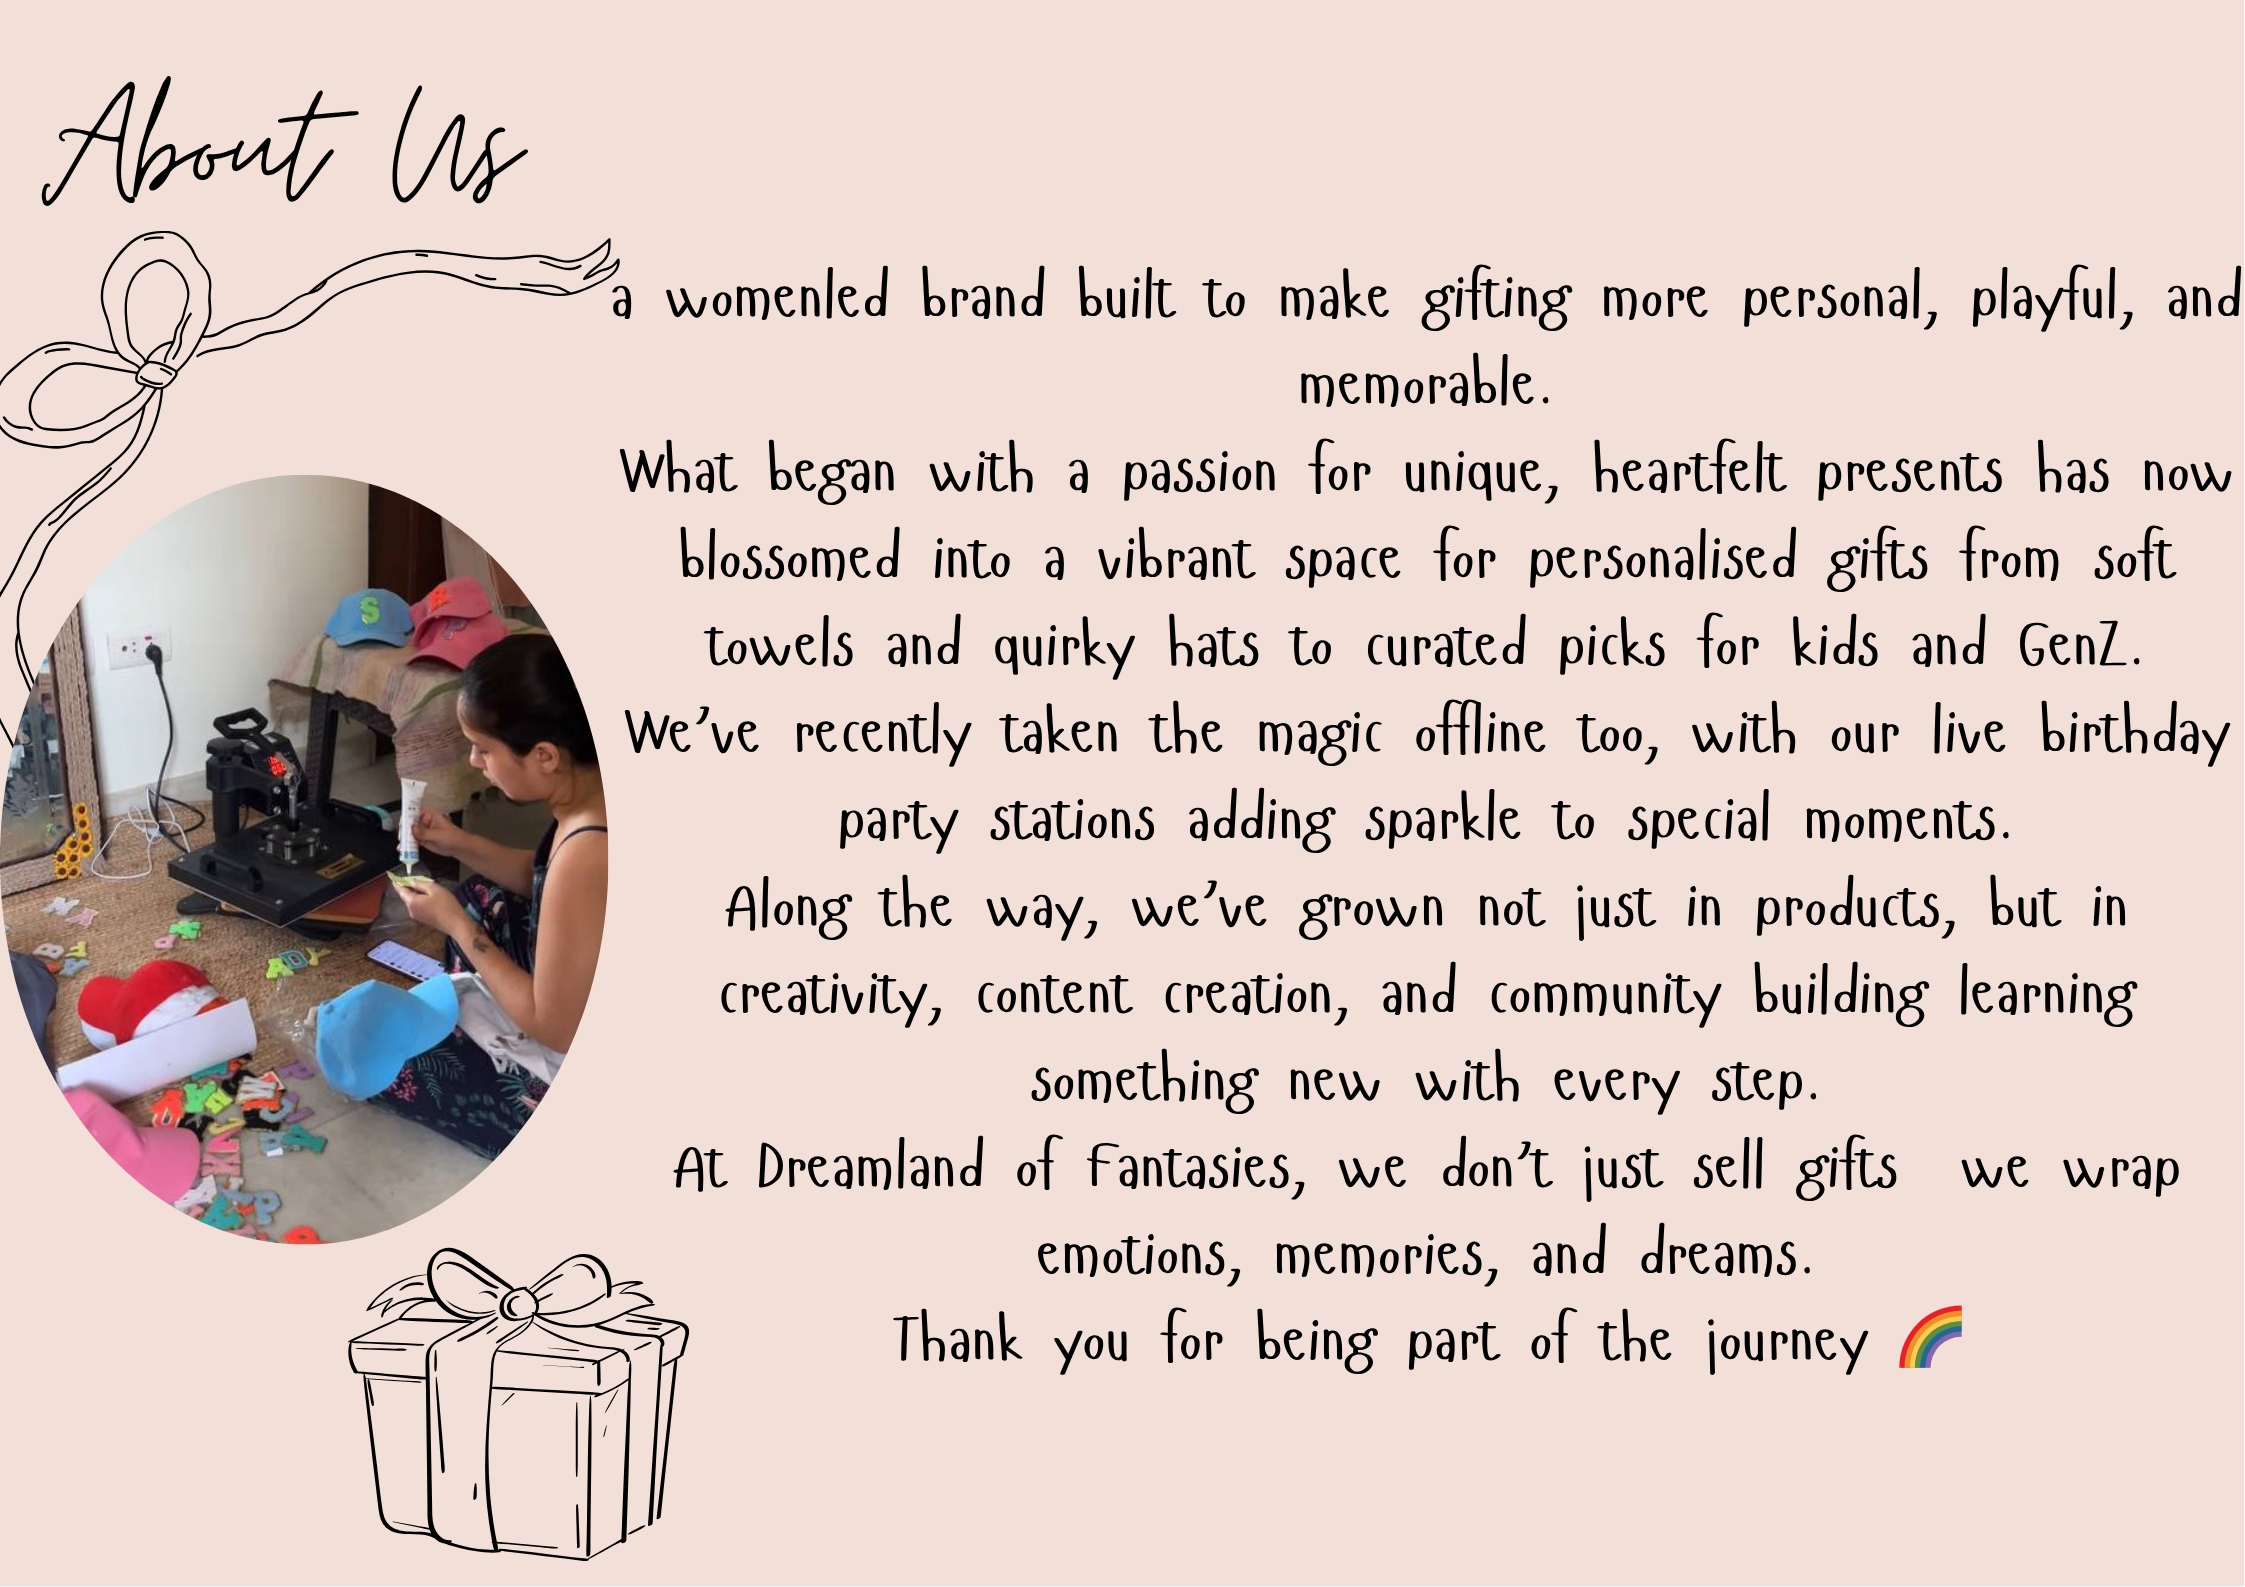 About Us
a womenled brand built to make gifting more personal, playful, and
memorable.
What began with a passion for unique, heartfelt presents has now
blossomed into a vibrant space for personalised gifts from soft
towels and quirky hats to curated picks for kids and GenZ.
We’ve recently taken the magic offline too, with our live birthday
party stations adding sparkle to special moments.
Along the way, we’ve grown not just in products, but in
creativity, content creation, and community building learning
something new with every step.
At Dreamland of Fantasies, we don’t just sell gifts  we wrap
emotions, memories, and dreams.
Thank you for being part of the journey 🌈
S
R